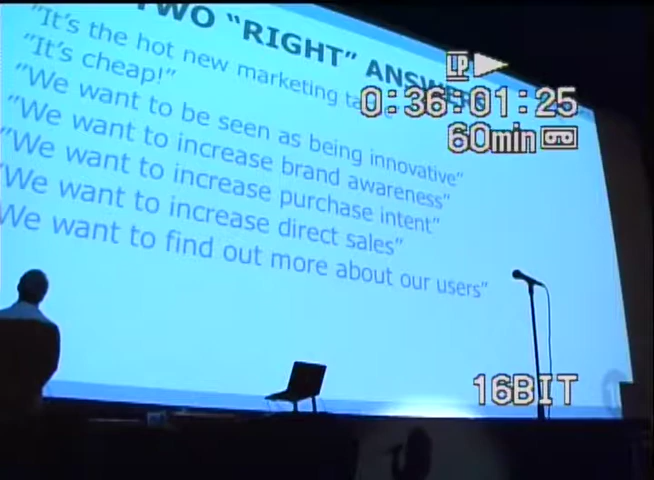 TWO “RIGHT” ANSWERS
“It's the hot new marketing
“It's cheap!”
“We want to be seen as being innovative”
“We want to increase brand awareness”
“We want to increase purchase intent”
“We want to increase direct sales”
“We want to find out more about our users”
LP
0:36:01:25
60min
16BIT